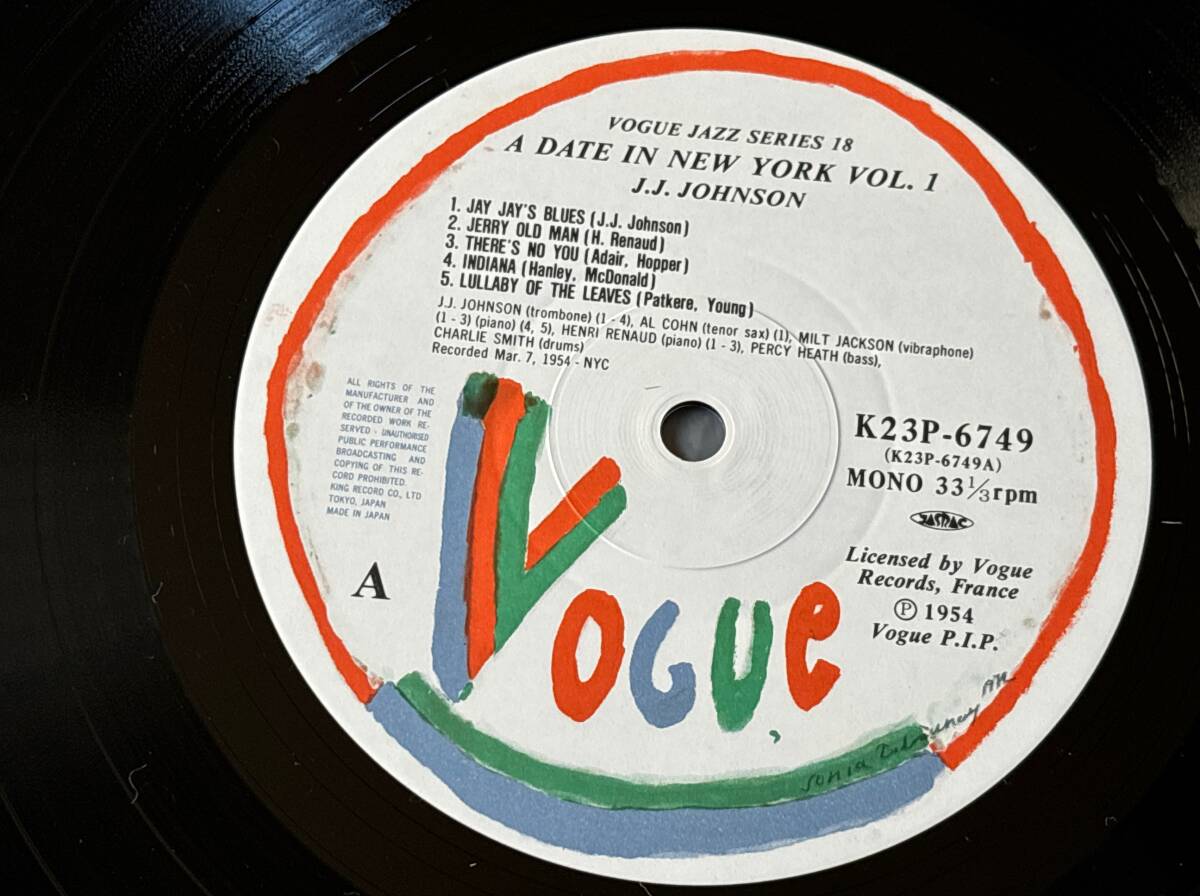 VOGUE JAZZ SERIES 18
A DATE IN NEW YORK VOL. 1
J.J. JOHNSON
1. JAY JAY'S BLUES (J.J. Johnson)
2. JERRY OLD MAN (H. Renaud)
3. THERE'S NO YOU (Adair, Hopper)
4. INDIANA (Hanley, McDonald)
5. LULLABY OF THE LEAVES (Patkere, Young)
J.J. JOHNSON (trombone) (1 - 4), AL COHN (tenor sax) (1), MILT JACKSON (vibraphone)
(1 - 3) (piano) (4, 5), HENRI RENAUD (piano) (1 - 3), PERCY HEATH (bass),
CHARLIE SMITH (drums)
Recorded Mar. 7, 1954 - NYC
ALL RIGHTS OF THE
MANUFACTURER AND
OF THE OWNER OF THE
RECORDED WORK RE-
SERVED - UNAUTHORISED
PUBLIC PERFORMANCE
BROADCASTING AND
COPYING OF THIS RE-
CORD PROHIBITED.
KING RECORD CO., LTD
TOKYO, JAPAN
MADE IN JAPAN
A
K23P-6749
(K23P-6749A)
MONO 33⅓rpm
JASRAC
Licensed by Vogue
Records, France
Ⓟ 1954
Vogue P.I.P.
VOGUe
sonia Delaunay